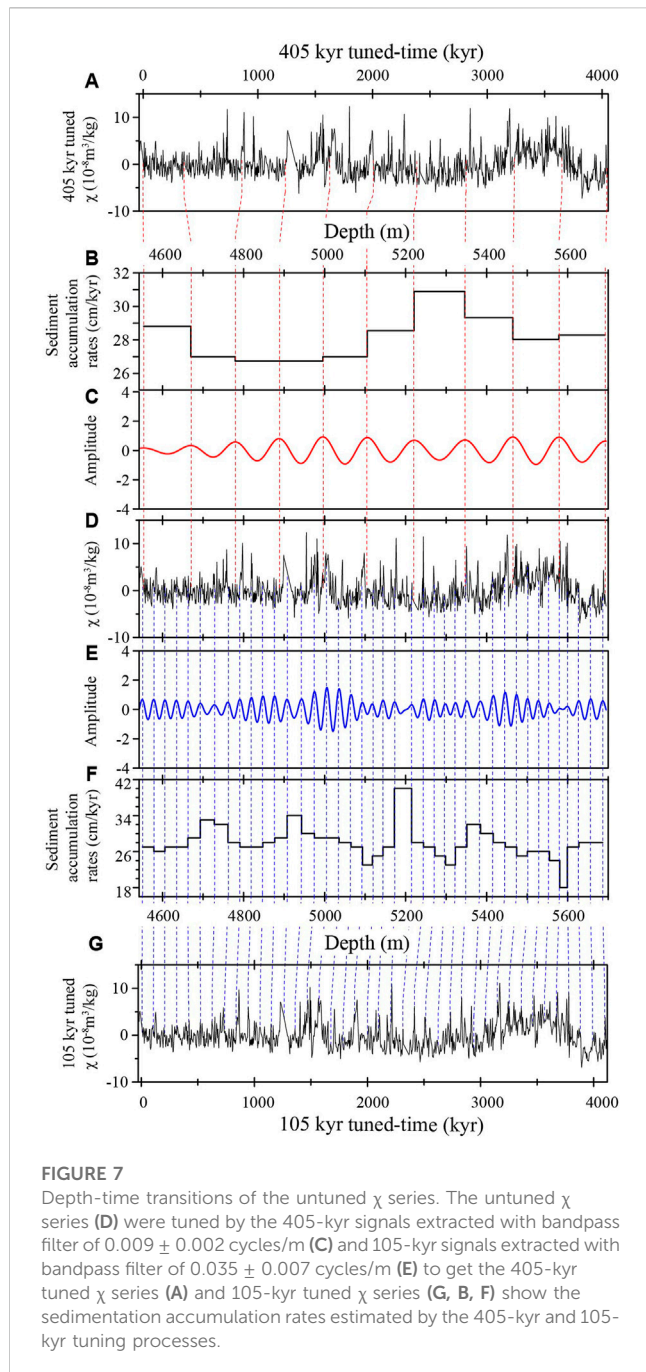 405 kyr tuned-time (kyr)
A
0 1000 2000 3000 4000
405 kyr tuned
χ (10⁻⁸m³/kg)
10
0
-10
Depth (m)
B
4600 4800 5000 5200 5400 5600
Sediment
accumulation
rates (cm/kyr)
32
30
28
26
C
Amplitude
4
2
0
-2
-4
D
χ (10⁻⁸m³/kg)
10
0
-10
E
Amplitude
4
2
0
-2
-4
F
Sediment
accumulation
rates (cm/kyr)
42
34
26
18
4600 4800 5000 5200 5400 5600
Depth (m)
G
105 kyr tuned
χ (10⁻⁸m³/kg)
10
0
-10
0 1000 2000 3000 4000
105 kyr tuned-time (kyr)
FIGURE 7
Depth-time transitions of the untuned χ series. The untuned χ
series (D) were tuned by the 405-kyr signals extracted with bandpass
filter of 0.009 ± 0.002 cycles/m (C) and 105-kyr signals extracted with
bandpass filter of 0.035 ± 0.007 cycles/m (E) to get the 405-kyr
tuned χ series (A) and 105-kyr tuned χ series (G, B, F) show the
sedimentation accumulation rates estimated by the 405-kyr and 105-
kyr tuning processes.